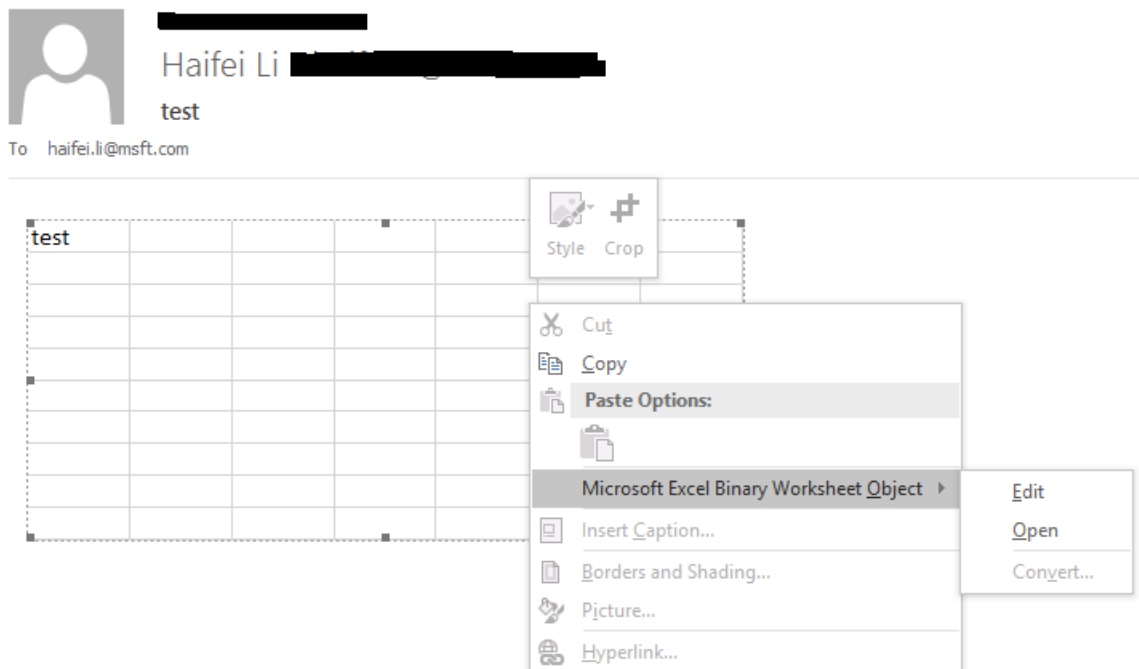 Haifei Li
test
To haifei.li@msft.com
test
Style Crop
Cut
Copy
Paste Options:
Microsoft Excel Binary Worksheet Object
Edit
Open
Convert...
Insert Caption...
Borders and Shading...
Picture...
Hyperlink...